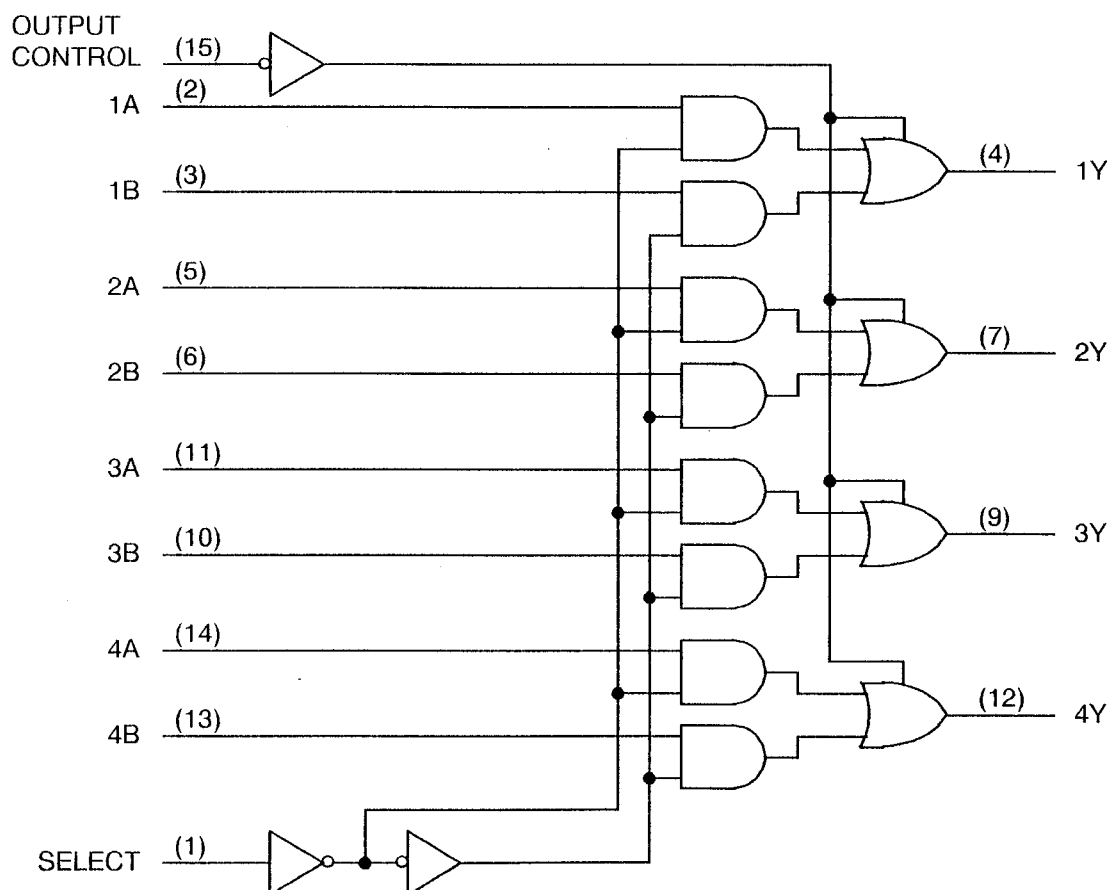 OUTPUT
CONTROL (15)
1A (2)
(4) 1Y
1B (3)
2A (5)
(7) 2Y
2B (6)
3A (11)
(9) 3Y
3B (10)
4A (14)
(12) 4Y
4B (13)
SELECT (1)